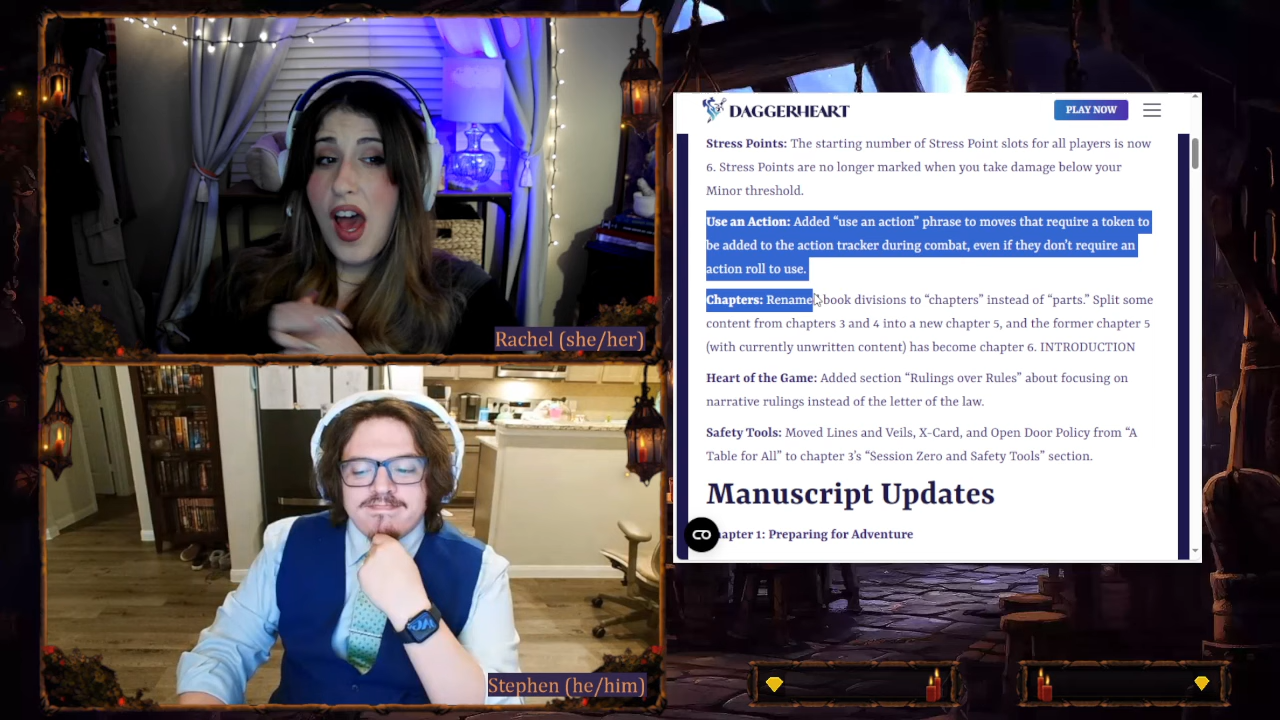 Rachel (she/her)
Stephen (he/him)
DAGGERHEART
PLAY NOW
Stress Points: The starting number of Stress Point slots for all players is now
6. Stress Points are no longer marked when you take damage below your
Minor threshold.
Use an Action: Added “use an action” phrase to moves that require a token to
be added to the action tracker during combat, even if they don’t require an
action roll to use.
Chapters: Rename book divisions to “chapters” instead of “parts.” Split some
content from chapters 3 and 4 into a new chapter 5, and the former chapter 5
(with currently unwritten content) has become chapter 6. INTRODUCTION
Heart of the Game: Added section “Rulings over Rules” about focusing on
narrative rulings instead of the letter of the law.
Safety Tools: Moved Lines and Veils, X-Card, and Open Door Policy from “A
Table for All” to chapter 3’s “Session Zero and Safety Tools” section.
Manuscript Updates
apter 1: Preparing for Adventure